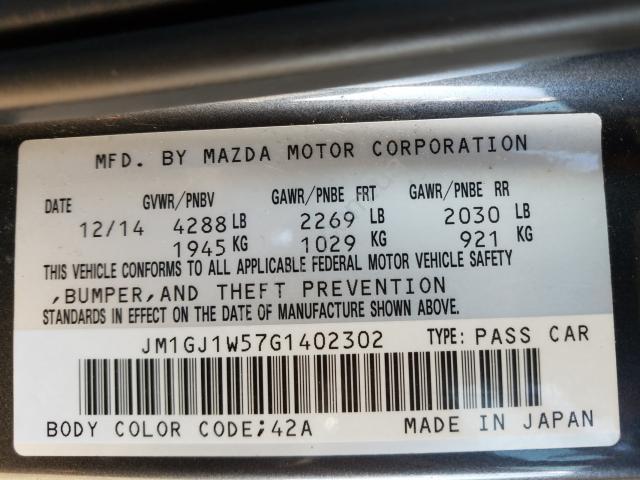 MFD. BY MAZDA MOTOR CORPORATION
DATE GVWR/PNBV GAWR/PNBE FRT GAWR/PNBE RR
12/14 4288 LB 2269 LB 2030 LB
1945 KG 1029 KG 921 KG
THIS VEHICLE CONFORMS TO ALL APPLICABLE FEDERAL MOTOR VEHICLE SAFETY
,BUMPER,AND THEFT PREVENTION
STANDARDS IN EFFECT ON THE DATE OF MANUFACTURE SHOWN ABOVE.
JM1GJ1W57G1402302 TYPE: PASS CAR
BODY COLOR CODE;42A MADE IN JAPAN